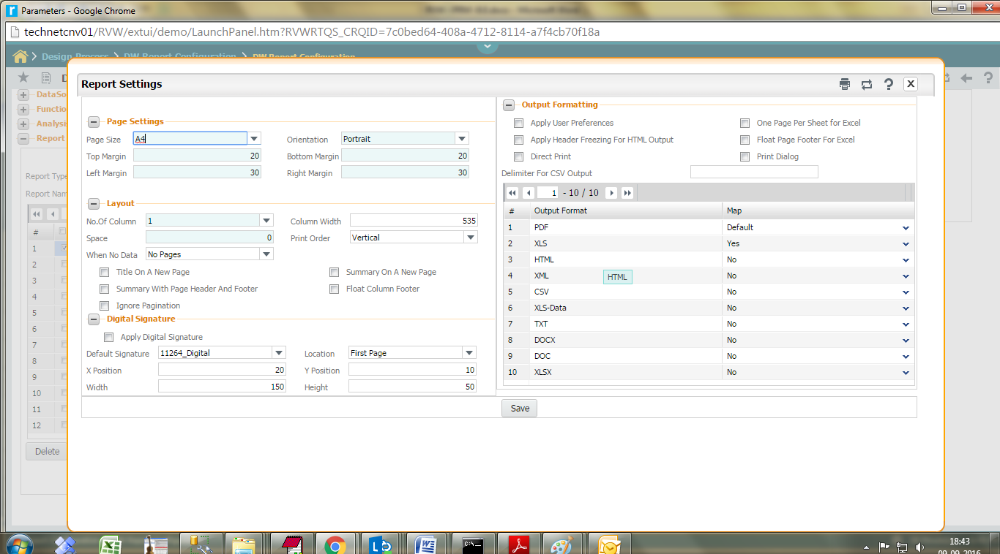 Parameters - Google Chrome
technetcnv01/RVW/extui/demo/LaunchPanel.htm?RVWRTQS_CRQID=7c0bed64-408a-4712-8114-a7f4cb70f18a
Design Process DW Report Configuration DW Report Configuration
Report Settings
DataSo
Functio
Analysis
Report
Report Type
Report Nam
#
1
2
3
4
5
6
7
8
9
10
11
12
Delete
Page Settings
Page Size A4 Orientation Portrait
Top Margin 20 Bottom Margin 20
Left Margin 30 Right Margin 30
Layout
No.Of Column 1 Column Width 535
Space 0 Print Order Vertical
When No Data No Pages
Title On A New Page Summary On A New Page
Summary With Page Header And Footer Float Column Footer
Ignore Pagination
Digital Signature
Apply Digital Signature
Default Signature 11264_Digital Location First Page
X Position 20 Y Position 10
Width 150 Height 50
Output Formatting
Apply User Preferences One Page Per Sheet for Excel
Apply Header Freezing For HTML Output Float Page Footer For Excel
Direct Print Print Dialog
Delimiter For CSV Output
1 - 10 / 10
# Output Format Map
1 PDF Default
2 XLS Yes
3 HTML No
4 XML HTML No
5 CSV No
6 XLS-Data No
7 TXT No
8 DOCX No
9 DOC No
10 XLSX No
Save
18:43
09-09-2016